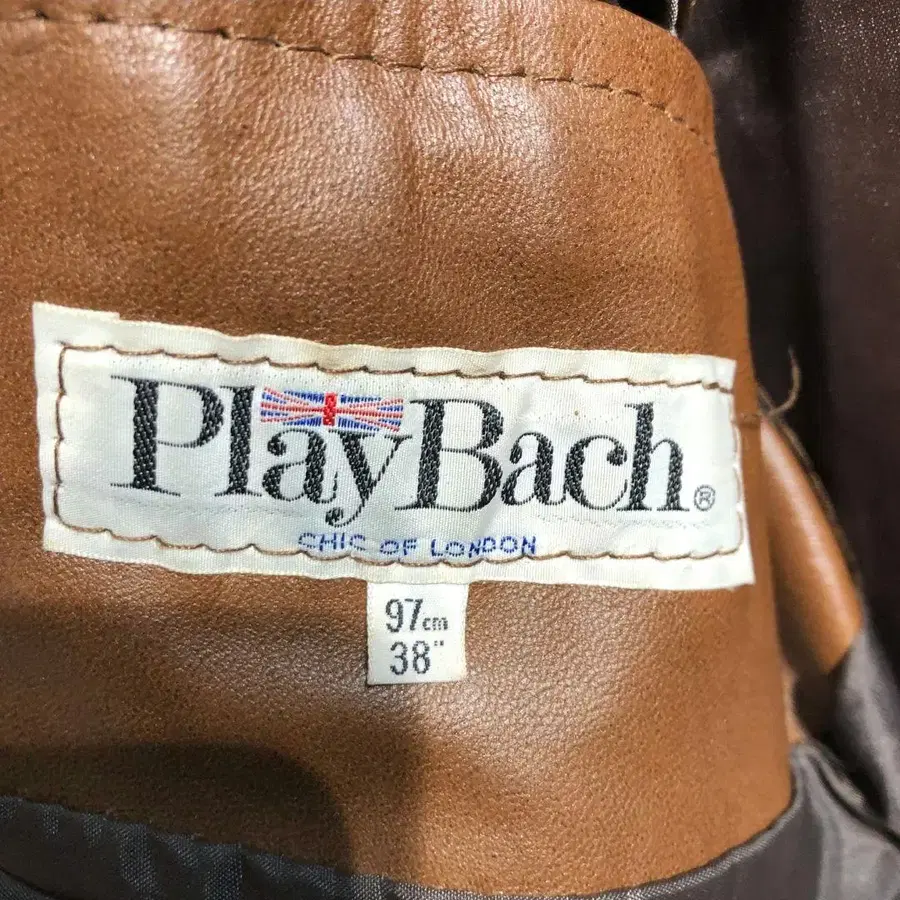 PlayBach®
CHIC OF LONDON
97cm
38"